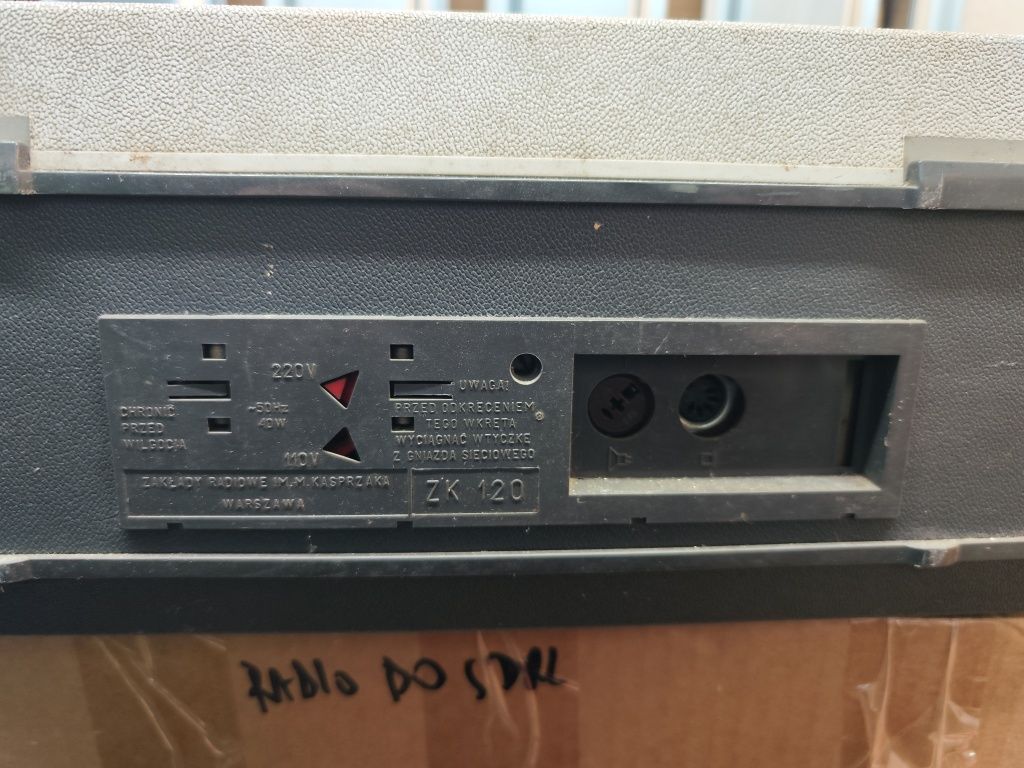 220V
UWAGA!
CHRONIĆ
PRZED
WILGOCIĄ
~50Hz
40W
PRZED ODKRĘCENIEM
TEGO WKRĘTA
WYCIĄGNĄĆ WTYCZKĘ
Z GNIAZDA SIECIOWEGO
110V
ZAKŁADY RADIOWE IM. M. KASPRZAKA
WARSZAWA
ZK 120
RADIO DO